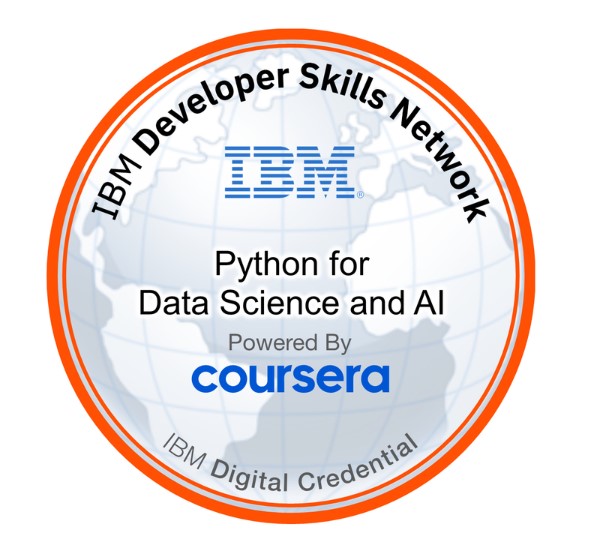 IBM Developer Skills Network
IBM®
Python for
Data Science and AI
Powered By
coursera
IBM Digital Credential